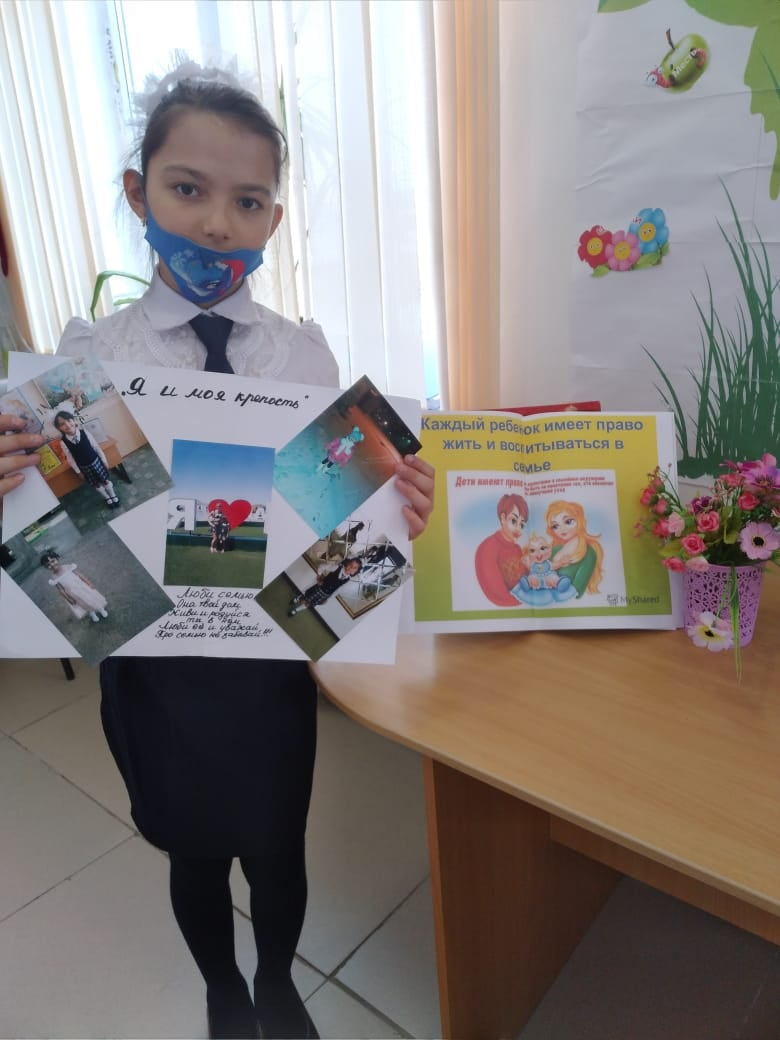 „Я и моя крепость"
Я
Люби семью
Она твой дом
Живи и радуйся
ты в нём
Люби её и уважай
Про семью не забывай!!!
Каждый ребенок имеет право
жить и воспитываться в
семье
Дети имеют право
MyShared